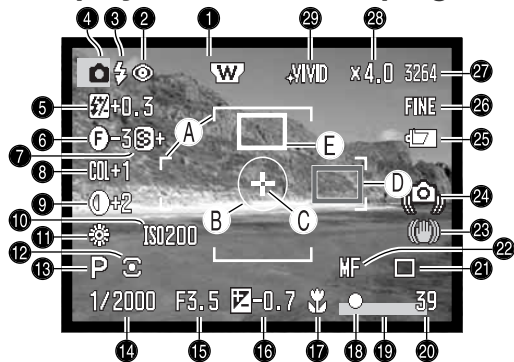 4 3 2 1 29 28
W VIVID ×4.0 3264 27
5 +0.3 A FINE 26
6 F -3 S + E 25
7
8 COL+1 D
9 +2 24
10 ISO200 B C 23
11 22
12 MF 21
13 P
1/2000 F3.5 -0.7 39
14 15 16 17 18 19 20